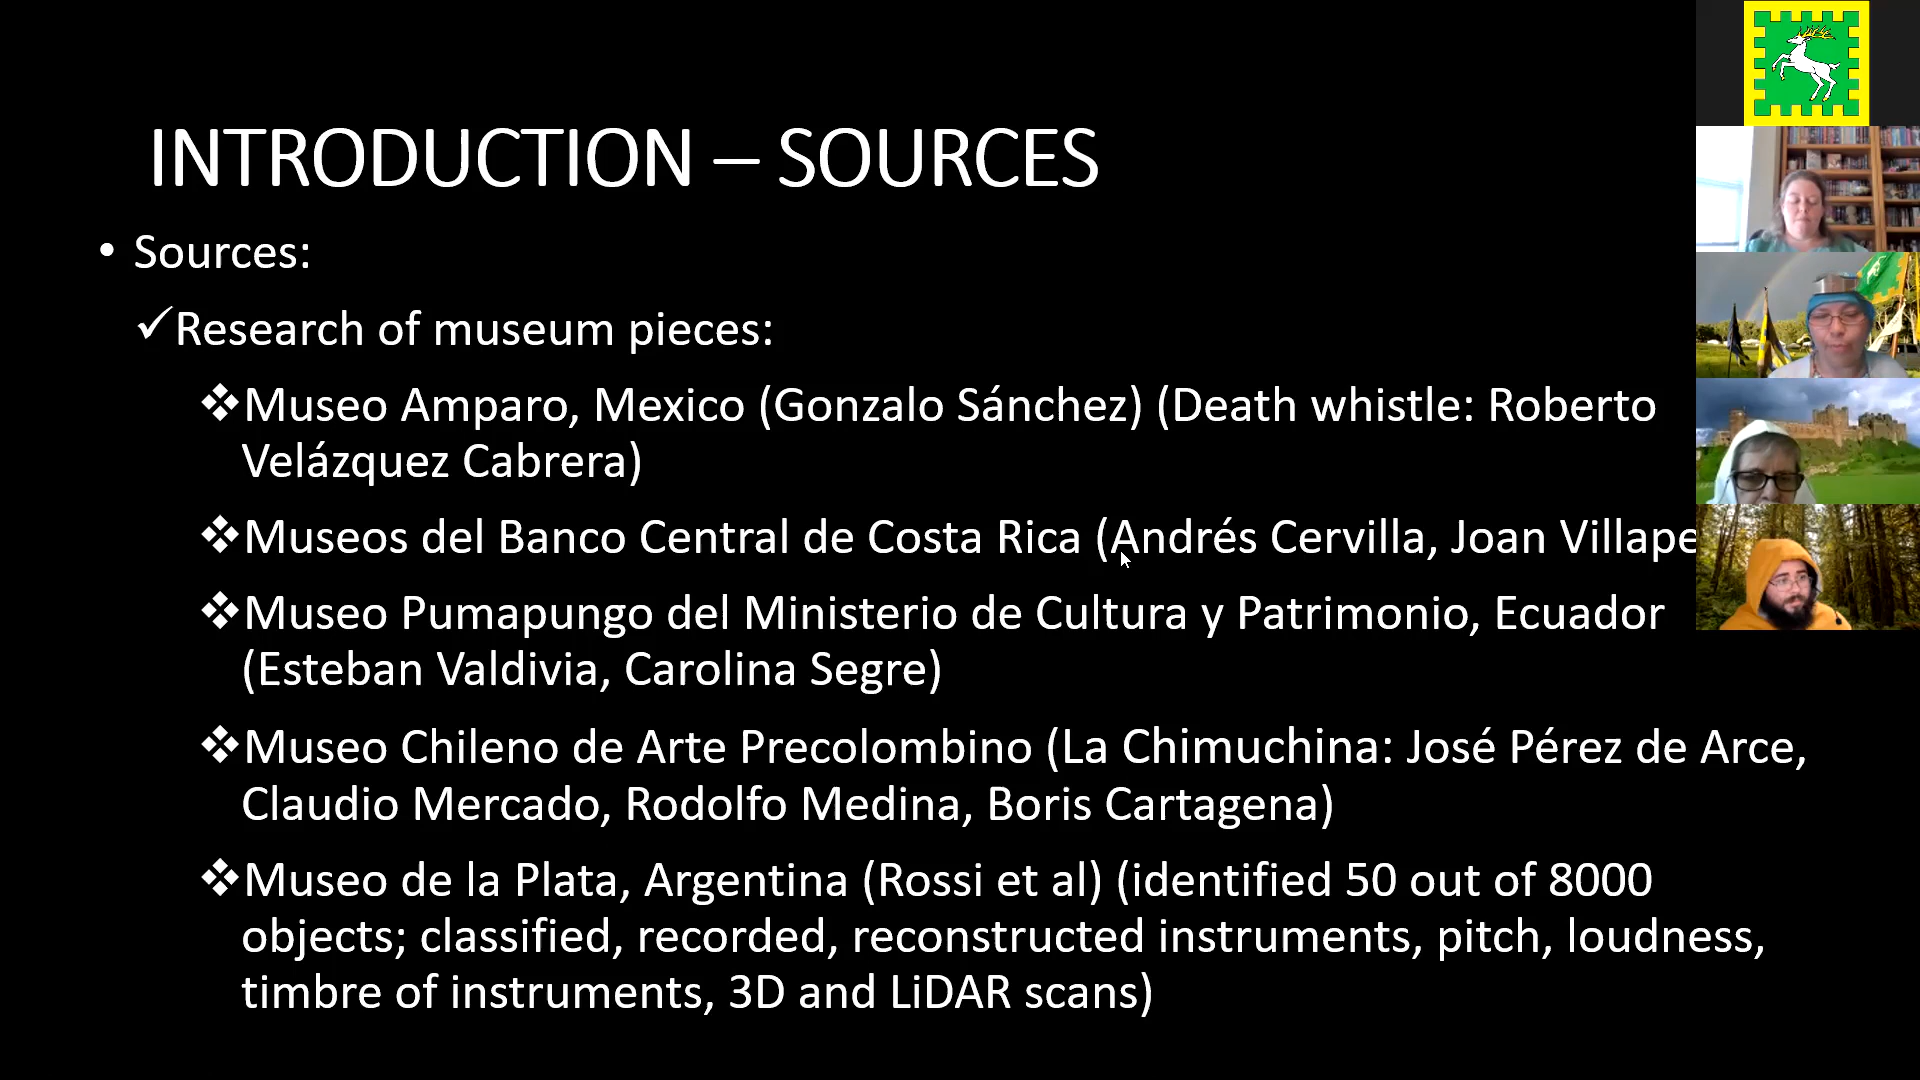 INTRODUCTION – SOURCES
• Sources:
✓Research of museum pieces:
❖Museo Amparo, Mexico (Gonzalo Sánchez) (Death whistle: Roberto
Velázquez Cabrera)
❖Museos del Banco Central de Costa Rica (Andrés Cervilla, Joan
❖Museo Pumapungo del Ministerio de Cultura y Patrimonio, Ecuador
(Esteban Valdivia, Carolina Segre)
❖Museo Chileno de Arte Precolombino (La Chimuchina: José Pérez de Arce,
Claudio Mercado, Rodolfo Medina, Boris Cartagena)
❖Museo de la Plata, Argentina (Rossi et al) (identified 50 out of 8000
objects; classified, recorded, reconstructed instruments, pitch, loudness,
timbre of instruments, 3D and LiDAR scans)